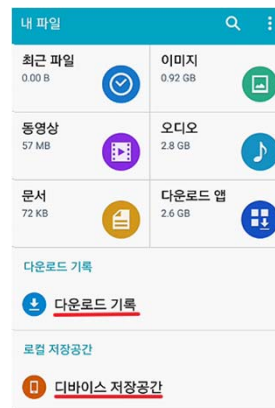 내 파일
최근 파일
0.00 B
이미지
0.92 GB
동영상
57 MB
오디오
2.8 GB
문서
72 KB
다운로드 앱
2.6 GB
다운로드 기록
다운로드 기록
로컬 저장공간
디바이스 저장공간